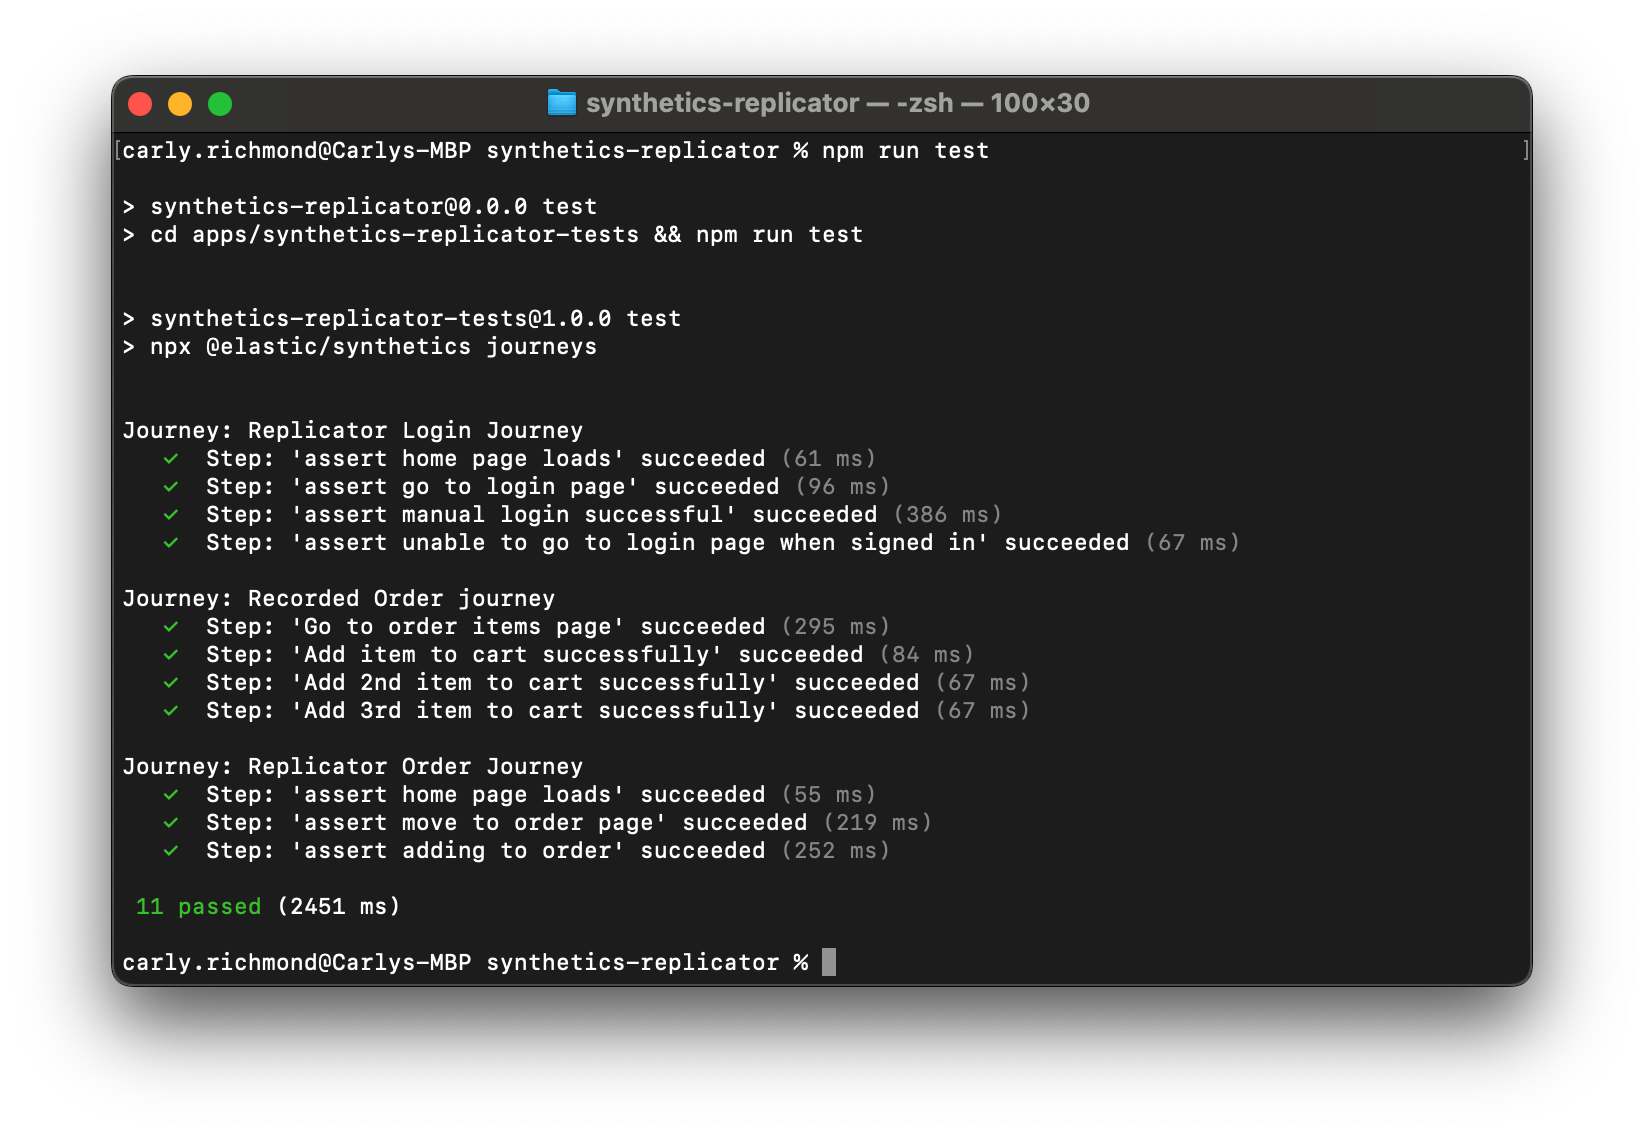 synthetics-replicator — -zsh — 100×30
[carly.richmond@Carlys-MBP synthetics-replicator % npm run test ]
> synthetics-replicator@0.0.0 test
> cd apps/synthetics-replicator-tests && npm run test
> synthetics-replicator-tests@1.0.0 test
> npx @elastic/synthetics journeys
Journey: Replicator Login Journey
✓ Step: 'assert home page loads' succeeded (61 ms)
✓ Step: 'assert go to login page' succeeded (96 ms)
✓ Step: 'assert manual login successful' succeeded (386 ms)
✓ Step: 'assert unable to go to login page when signed in' succeeded (67 ms)
Journey: Recorded Order journey
✓ Step: 'Go to order items page' succeeded (295 ms)
✓ Step: 'Add item to cart successfully' succeeded (84 ms)
✓ Step: 'Add 2nd item to cart successfully' succeeded (67 ms)
✓ Step: 'Add 3rd item to cart successfully' succeeded (67 ms)
Journey: Replicator Order Journey
✓ Step: 'assert home page loads' succeeded (55 ms)
✓ Step: 'assert move to order page' succeeded (219 ms)
✓ Step: 'assert adding to order' succeeded (252 ms)
11 passed (2451 ms)
carly.richmond@Carlys-MBP synthetics-replicator %